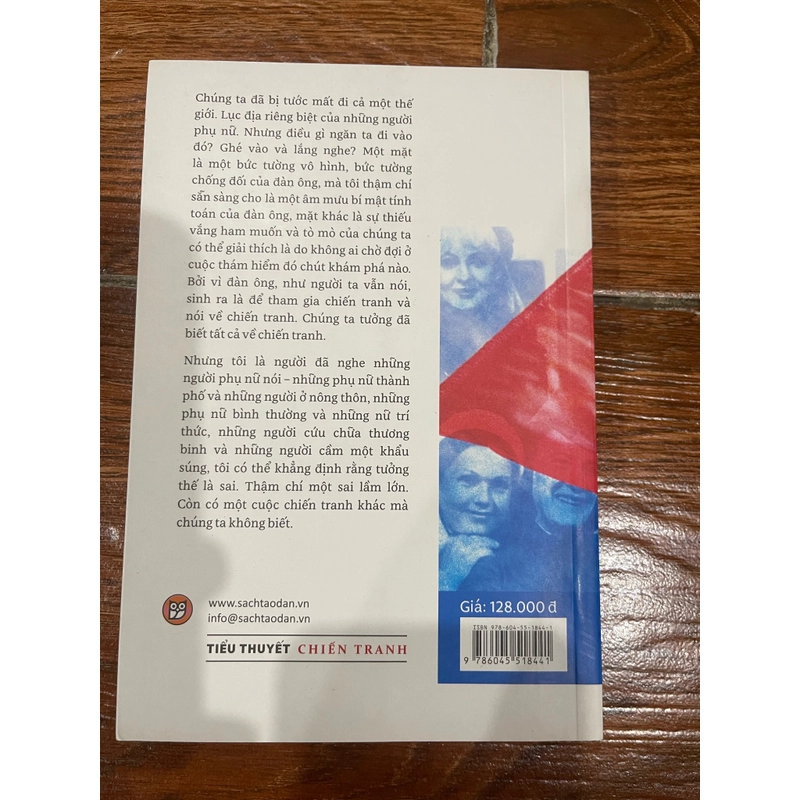 Chúng ta đã bị tước mất đi cả một thế
giới. Lục địa riêng biệt của những người
phụ nữ. Nhưng điều gì ngăn ta đi vào
đó? Ghé vào và lắng nghe? Một mặt
là một bức tường vô hình, bức tường
chống đối của đàn ông, mà tôi thậm chí
sẵn sàng cho là một âm mưu bí mật tính
toán của đàn ông, mặt khác là sự thiếu
vắng ham muốn và tò mò của chúng ta
có thể giải thích là do không ai chờ đợi ở
cuộc thám hiểm đó chút khám phá nào.
Bởi vì đàn ông, như người ta vẫn nói,
sinh ra là để tham gia chiến tranh và
nói về chiến tranh. Chúng ta tưởng đã
biết tất cả về chiến tranh.
Nhưng tôi là người đã nghe những
người phụ nữ nói – những phụ nữ thành
phố và những người ở nông thôn, những
phụ nữ bình thường và những nữ trí
thức, những người cứu chữa thương
binh và những người cầm một khẩu
súng, tôi có thể khẳng định rằng tưởng
thế là sai. Thậm chí một sai lầm lớn.
Còn có một cuộc chiến tranh khác mà
chúng ta không biết.
www.sachtaodan.vn
info@sachtaodan.vn
TIỂU THUYẾT CHIẾN TRANH
Giá: 128.000 đ
ISBN 978-604-55-1844-1
9 786045 518441